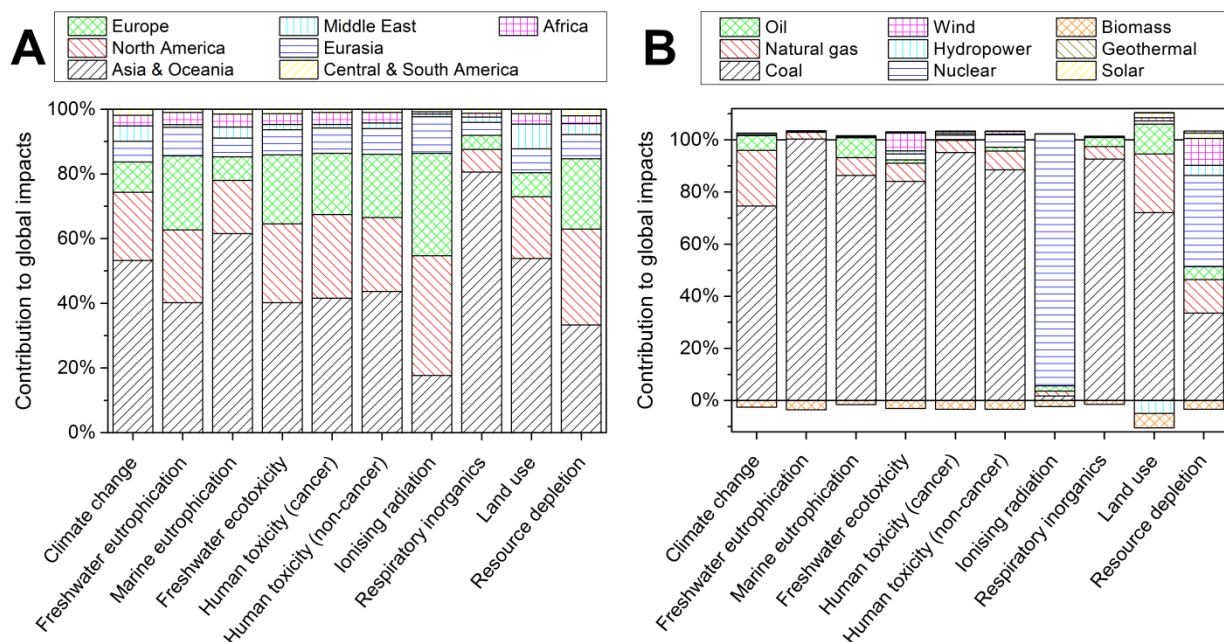 A
Europe Middle East Africa
North America Eurasia
Asia & Oceania Central & South America
Contribution to global impacts
100%
80%
60%
40%
20%
0%
Climate change
Freshwater eutrophication
Marine eutrophication
Freshwater ecotoxicity
Human toxicity (cancer)
Human toxicity (non-cancer)
Ionising radiation
Respiratory inorganics
Land use
Resource depletion
B
Oil Wind Biomass
Natural gas Hydropower Geothermal
Coal Nuclear Solar
Contribution to global impacts
100%
80%
60%
40%
20%
0%
Climate change
Freshwater eutrophication
Marine eutrophication
Freshwater ecotoxicity
Human toxicity (cancer)
Human toxicity (non-cancer)
Ionising radiation
Respiratory inorganics
Land use
Resource depletion